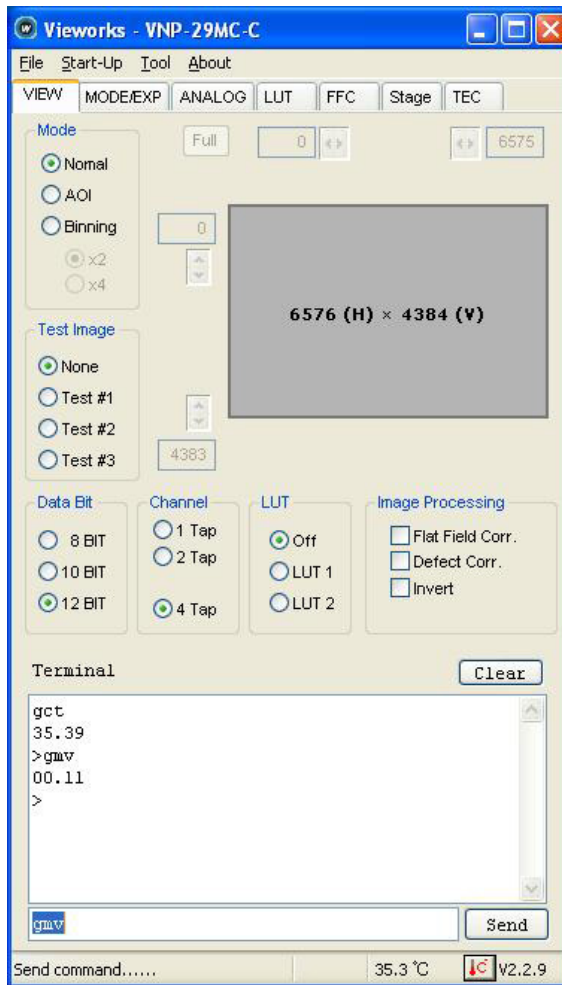 Vieworks - VNP-29MC-C
File Start-Up Tool About
VIEW MODE/EXP ANALOG LUT FFC Stage TEC
Mode
Nomal
AOI
Binning
x2
x4
Full 0 6575
0
6576 (H) × 4384 (V)
4383
Test Image
None
Test #1
Test #2
Test #3
Data Bit
8 BIT
10 BIT
12 BIT
Channel
1 Tap
2 Tap
4 Tap
LUT
Off
LUT 1
LUT 2
Image Processing
Flat Field Corr.
Defect Corr.
Invert
Terminal Clear
gct
35.39
>gmv
00.11
>
gmv Send
Send command...... 35.3 °C V2.2.9